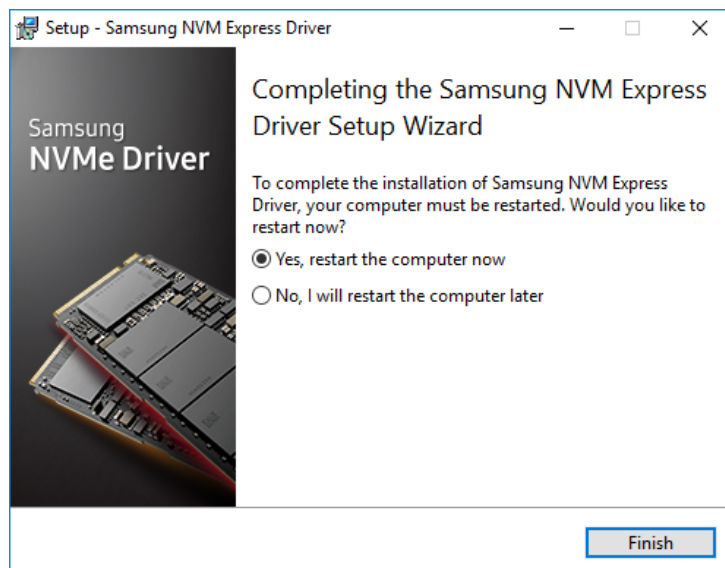 Setup - Samsung NVM Express Driver
Samsung
NVMe Driver
Completing the Samsung NVM Express
Driver Setup Wizard
To complete the installation of Samsung NVM Express
Driver, your computer must be restarted. Would you like to
restart now?
Yes, restart the computer now
No, I will restart the computer later
Finish